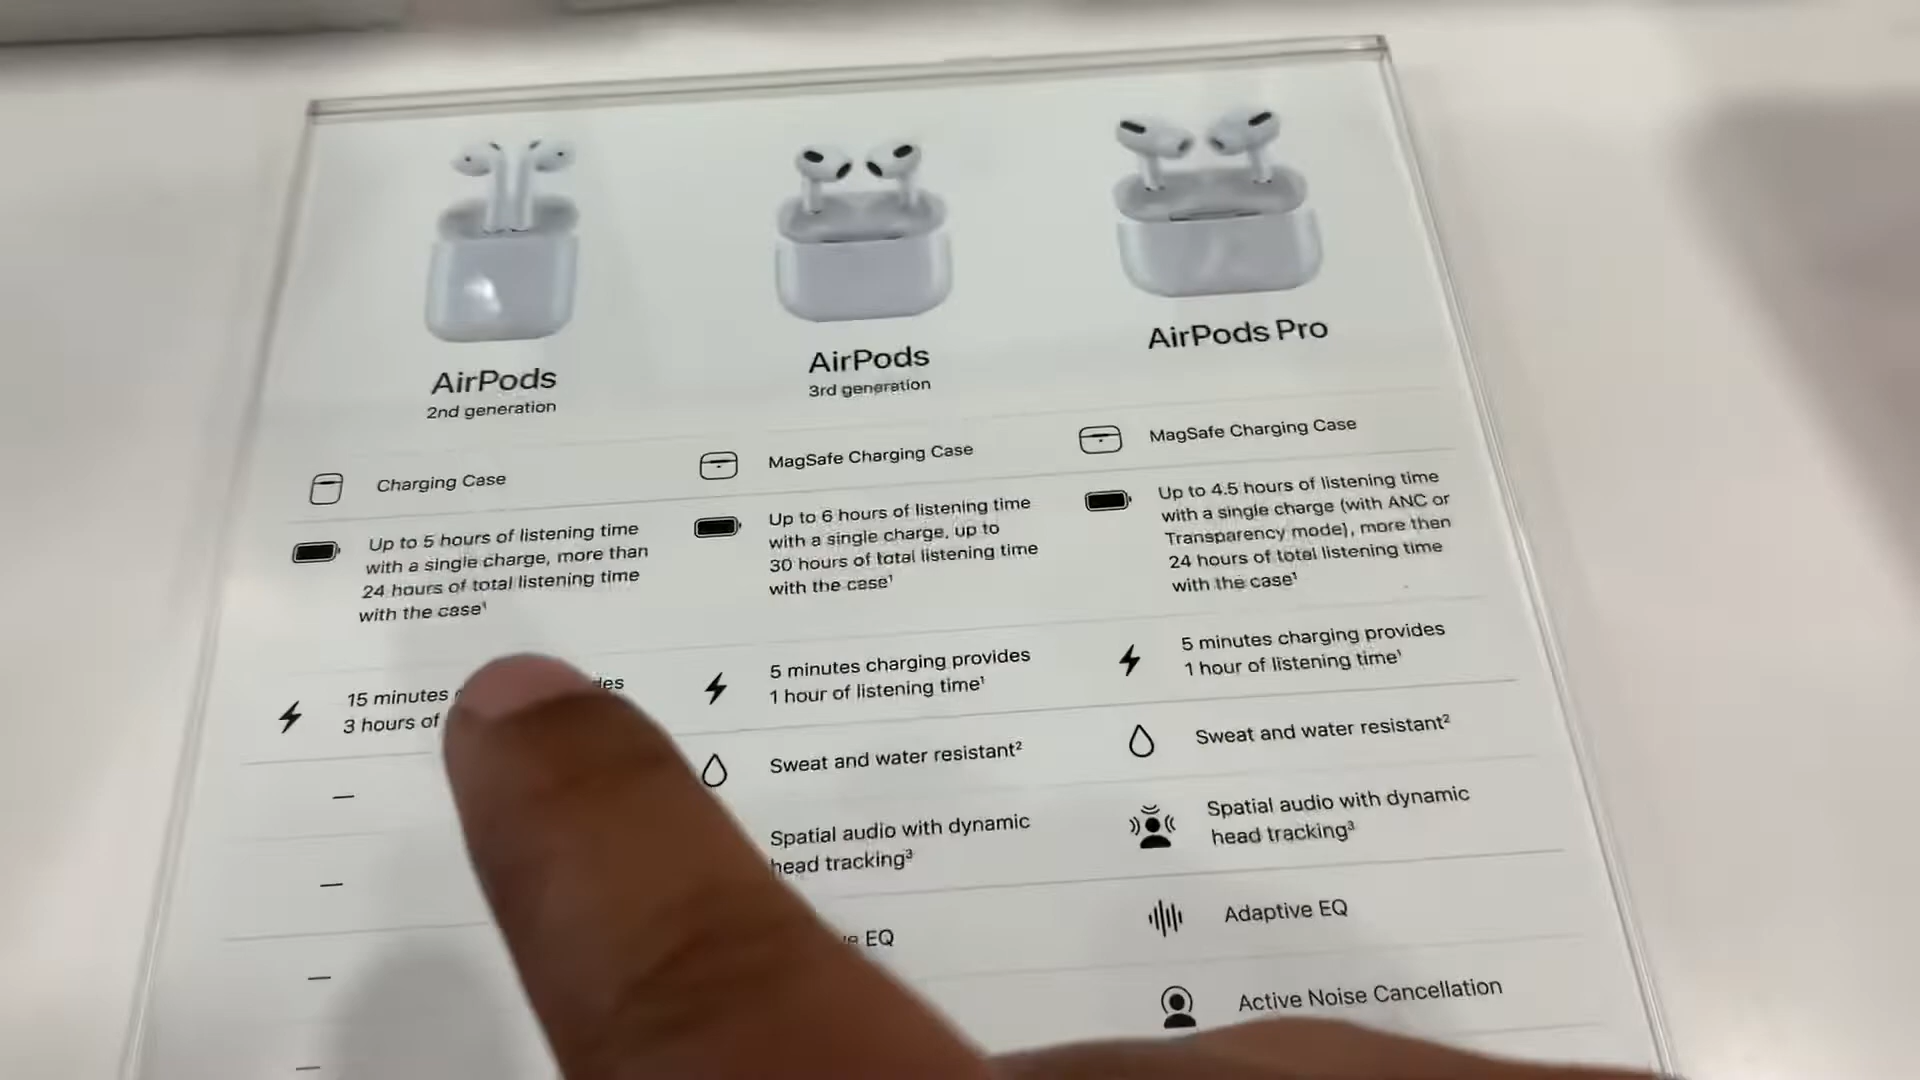 AirPods
2nd generation
Charging Case
Up to 5 hours of listening time
with a single charge, more than
24 hours of total listening time
with the case¹
15 minutes
3 hours of
—
—
—
—
AirPods
3rd generation
MagSafe Charging Case
Up to 6 hours of listening time
with a single charge, up to
30 hours of total listening time
with the case¹
5 minutes charging provides
1 hour of listening time¹
Sweat and water resistant²
Spatial audio with dynamic
head tracking³
EQ
AirPods Pro
MagSafe Charging Case
Up to 4.5 hours of listening time
with a single charge (with ANC or
Transparency mode), more then
24 hours of total listening time
with the case¹
5 minutes charging provides
1 hour of listening time¹
Sweat and water resistant²
Spatial audio with dynamic
head tracking³
Adaptive EQ
Active Noise Cancellation